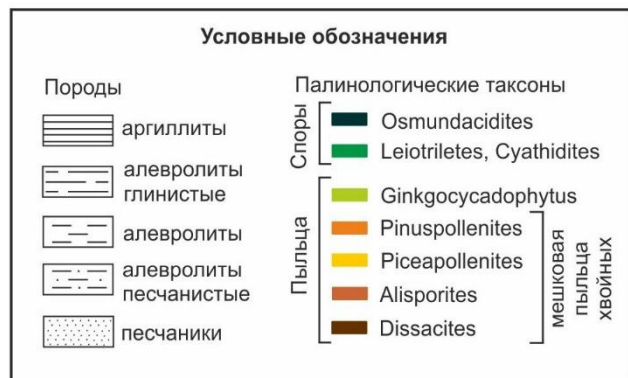 Условные обозначения
Породы
аргиллиты
алевролиты
глинистые
алевролиты
алевролиты
песчанистые
песчаники
Палинологические таксоны
Споры
Osmundacidites
Leiotriletes, Cyathidites
Пыльца
Ginkgocycadophytus
Pinuspollenites
Piceapollenites
Alisporites
Dissacites
мешковая
пыльца
хвойных